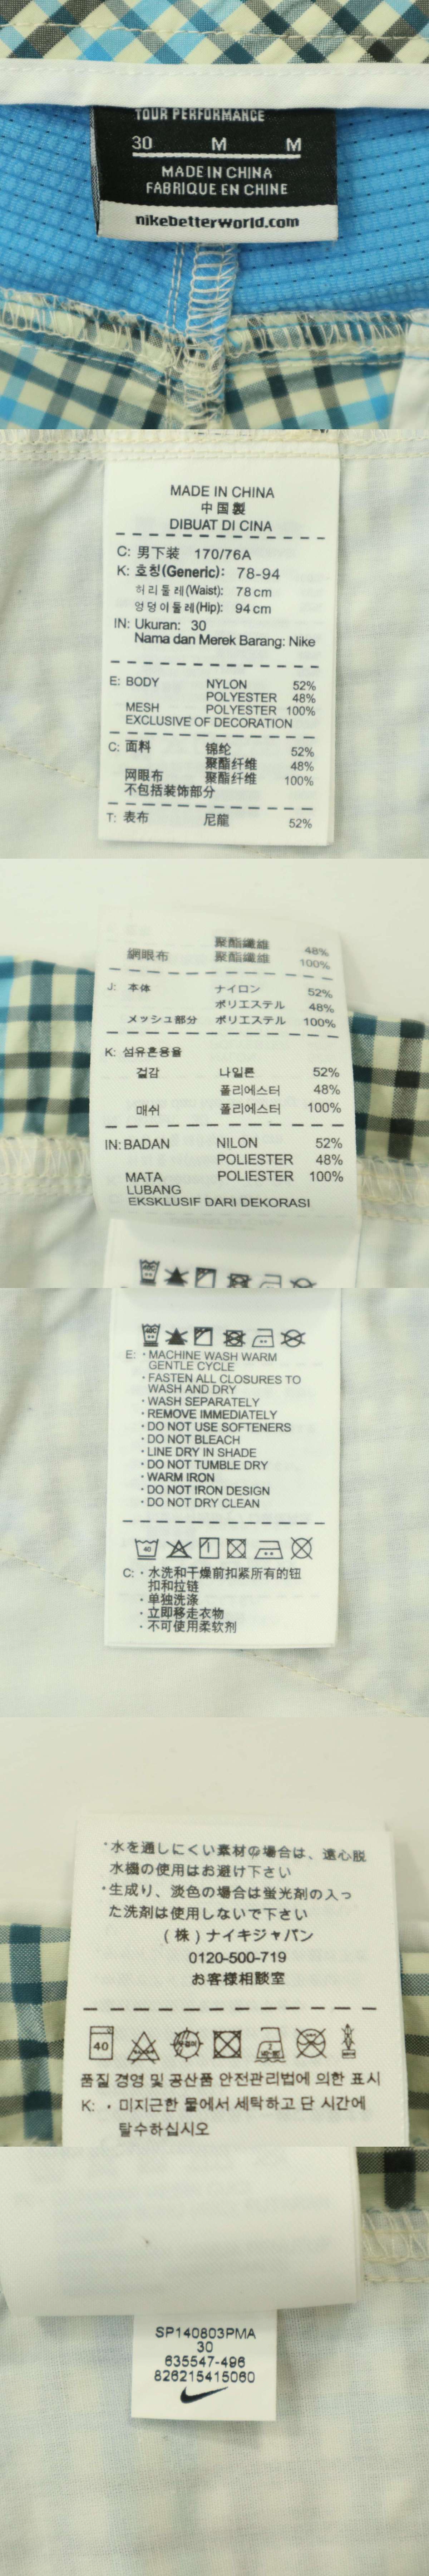 TOUR PERFORMANCE
30 M M
MADE IN CHINA
FABRIQUE EN CHINE
nikebetterworld.com
MADE IN CHINA
中国製
DIBUAT DI CINA
C: 男下装 170/76A
K: 호칭(Generic): 78-94
허리둘레(Waist): 78cm
엉덩이둘레(Hip): 94cm
IN: Ukuran: 30
Nama dan Merek Barang: Nike
E: BODY NYLON 52%
POLYESTER 48%
MESH POLYESTER 100%
EXCLUSIVE OF DECORATION
C: 面料 锦纶 52%
聚酯纤维 48%
网眼布 聚酯纤维 100%
不包括装饰部分
T: 表布 尼龍 52%
聚酯纖維 48%
網眼布 聚酯纖維 100%
J: 本体 ナイロン 52%
ポリエステル 48%
メッシュ部分 ポリエステル 100%
K: 섬유혼용율
겉감 나일론 52%
폴리에스터 48%
매쉬 폴리에스터 100%
IN: BADAN NILON 52%
POLIESTER 48%
MATA POLIESTER 100%
LUBANG
EKSKLUSIF DARI DEKORASI
E: · MACHINE WASH WARM
GENTLE CYCLE
· FASTEN ALL CLOSURES TO
WASH AND DRY
· WASH SEPARATELY
· REMOVE IMMEDIATELY
· DO NOT USE SOFTENERS
· DO NOT BLEACH
· LINE DRY IN SHADE
· DO NOT TUMBLE DRY
· WARM IRON
· DO NOT IRON DESIGN
· DO NOT DRY CLEAN
40
C: · 水洗和干燥前扣紧所有的钮
扣和拉链
· 单独洗涤
· 立即移走衣物
· 不可使用柔软剂
・水を通しにくい素材の場合は、遠心脱
水機の使用はお避け下さい
・生成り、淡色の場合は蛍光剤の入っ
た洗剤は使用しないで下さい
(株)ナイキジャパン
0120-500-719
お客様相談室
40
품질 경영 및 공산품 안전관리법에 의한 표시
K: · 미지근한 물에서 세탁하고 단 시간에
탈수하십시오
SP140803PMA
30
635547-496
826215415060